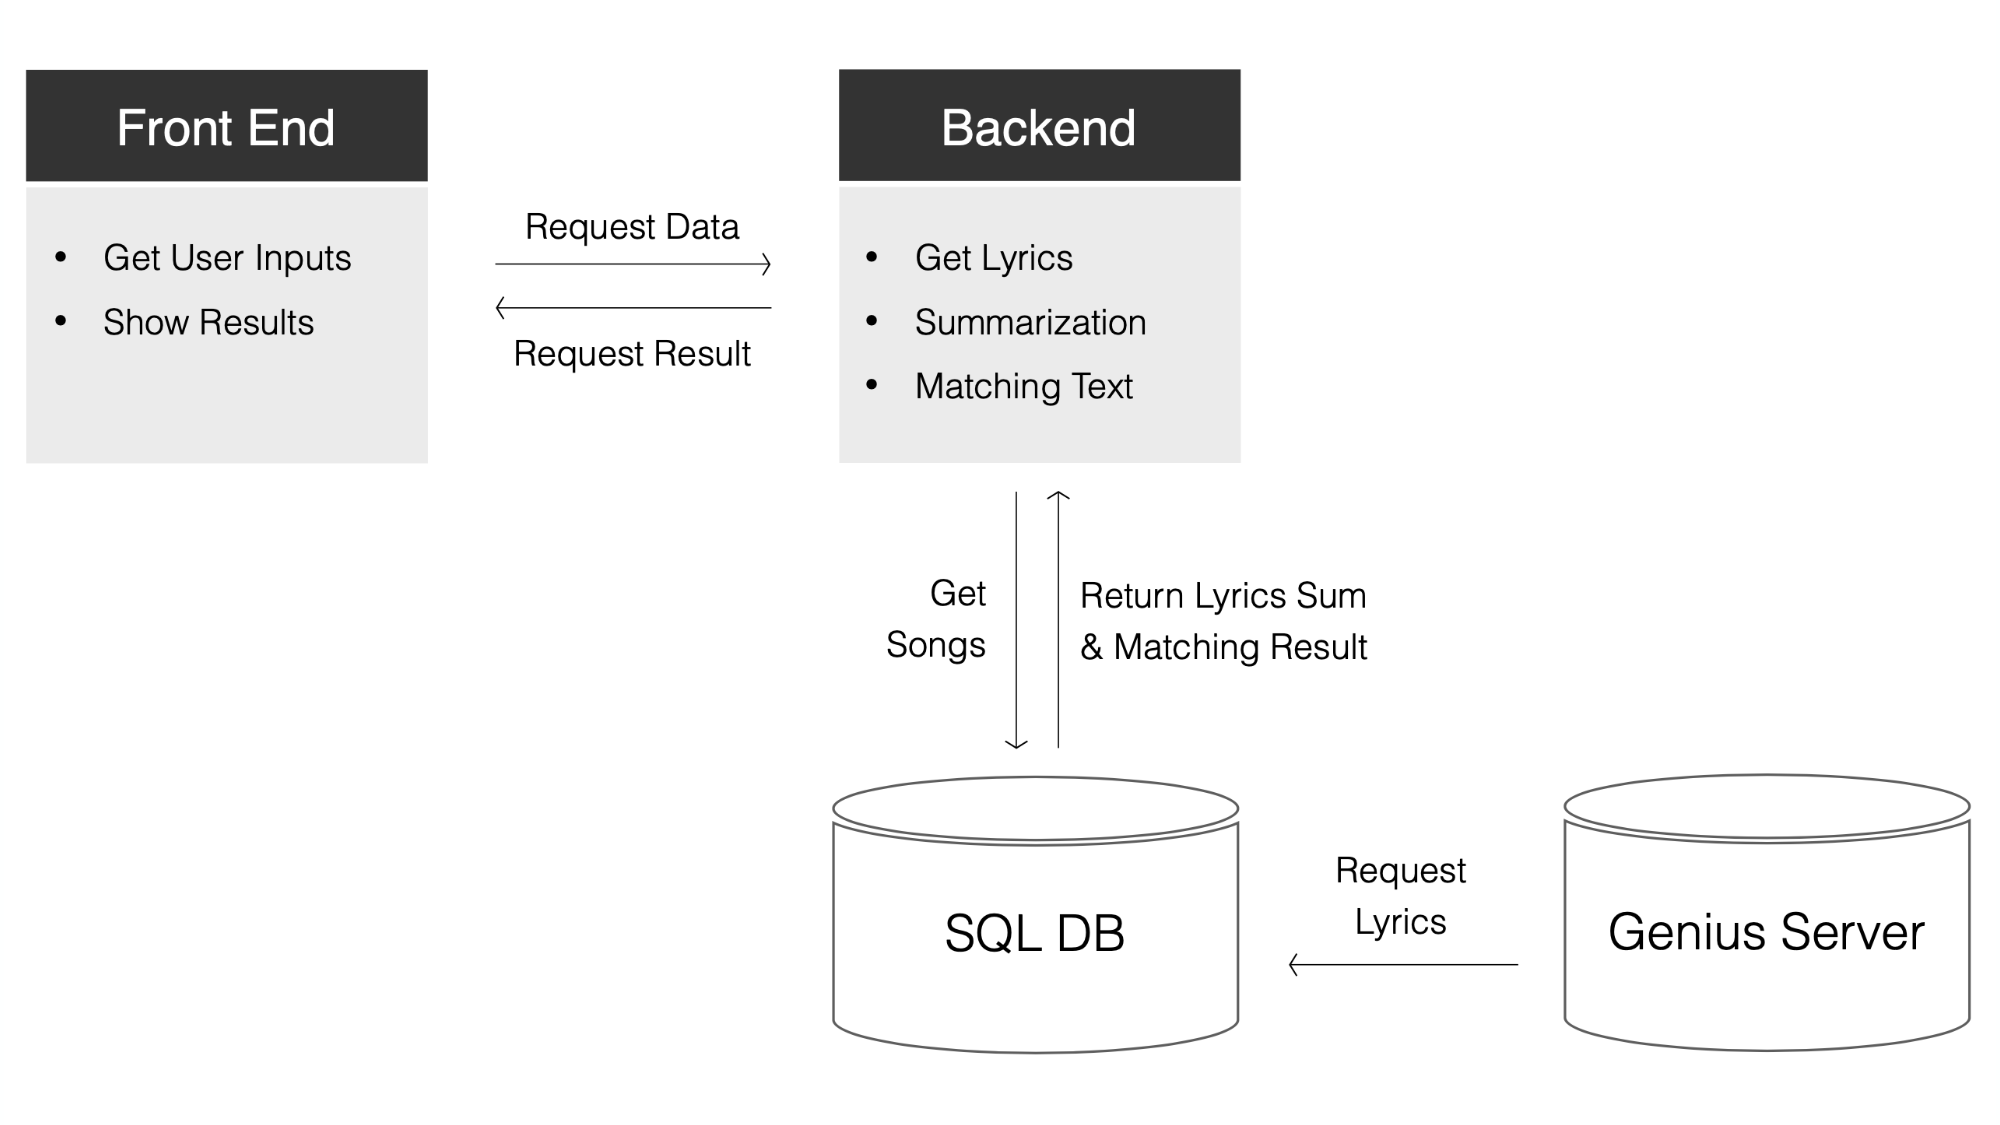 Front End
• Get User Inputs
• Show Results
Request Data
Request Result
Backend
• Get Lyrics
• Summarization
• Matching Text
Get
Songs
Return Lyrics Sum
& Matching Result
SQL DB
Request
Lyrics
Genius Server